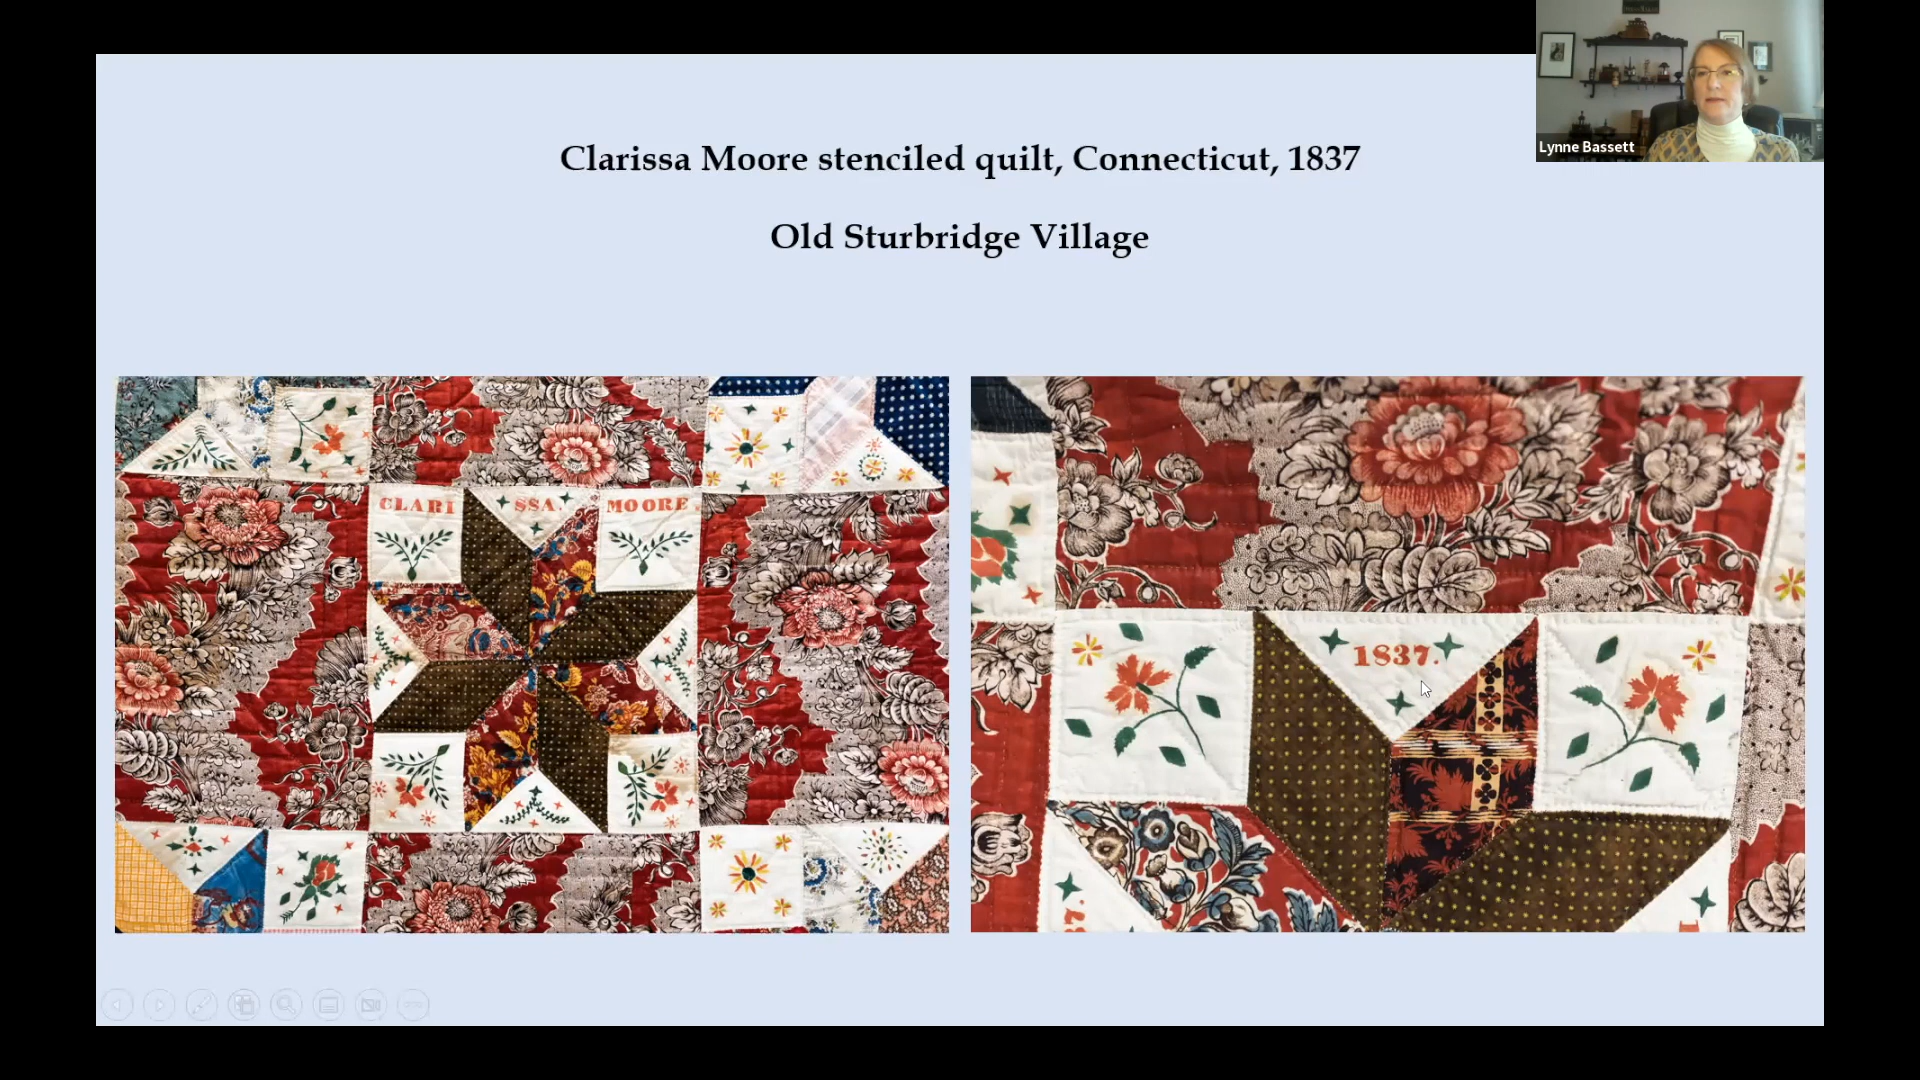 Clarissa Moore stenciled quilt, Connecticut, 1837
Old Sturbridge Village
Lynne Bassett
CLARI SSA. MOORE.
1837.